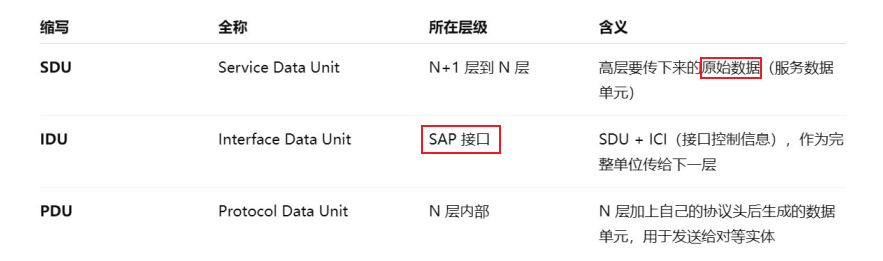 缩写 全称 所在层级 含义
SDU Service Data Unit N+1 层到 N 层 高层要传下来的原始数据（服务数据
单元）
IDU Interface Data Unit SAP 接口 SDU + ICI（接口控制信息），作为完
整单位传给下一层
PDU Protocol Data Unit N 层内部 N 层加上自己的协议头后生成的数据
单元，用于发送给对等实体